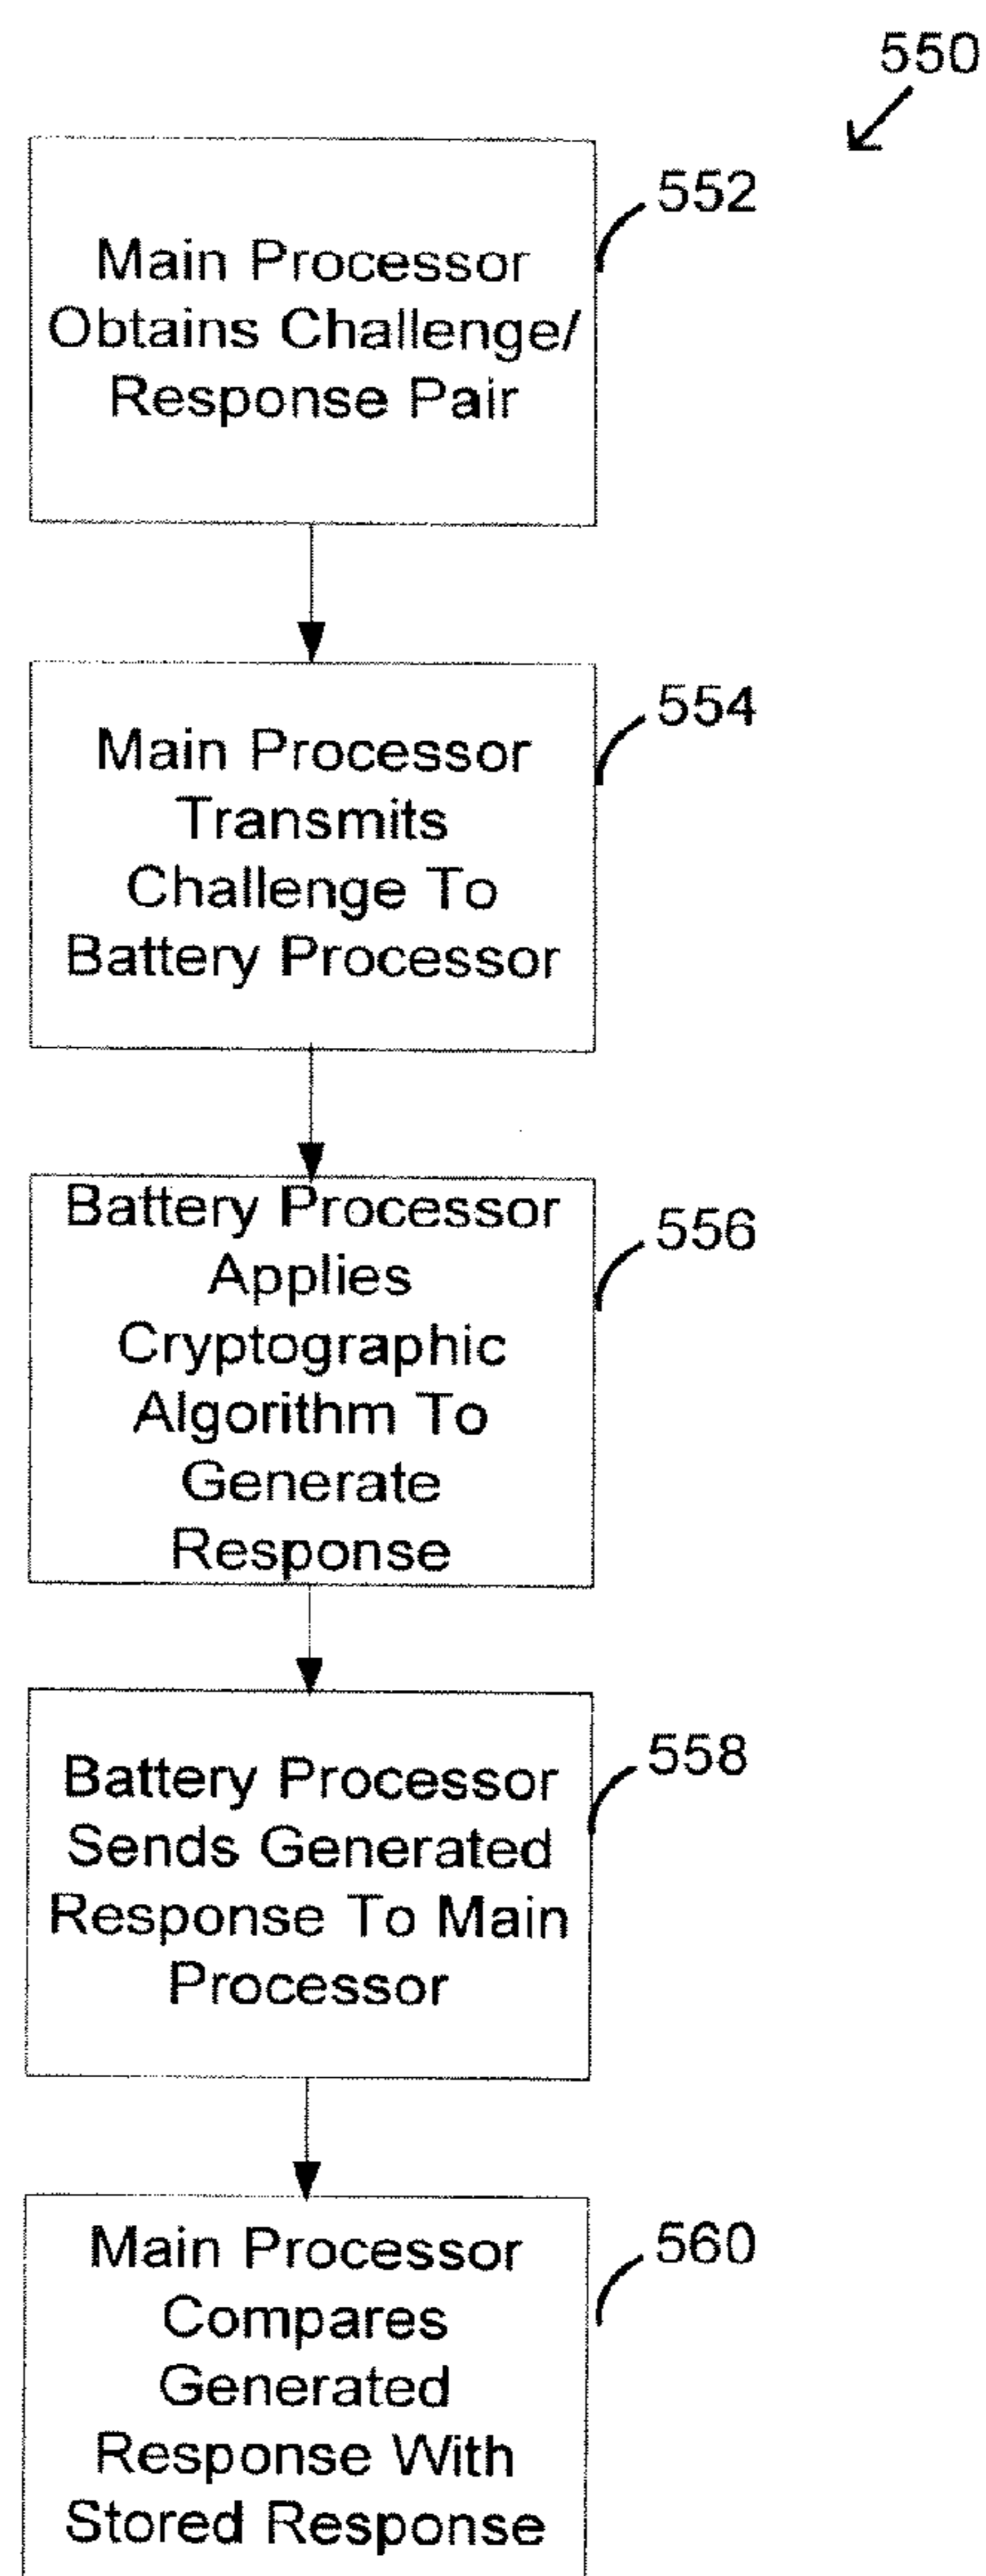 550
552
Main Processor
Obtains Challenge/
Response Pair
554
Main Processor
Transmits
Challenge To
Battery Processor
556
Battery Processor
Applies
Cryptographic
Algorithm To
Generate
Response
558
Battery Processor
Sends Generated
Response To Main
Processor
560
Main Processor
Compares
Generated
Response With
Stored Response